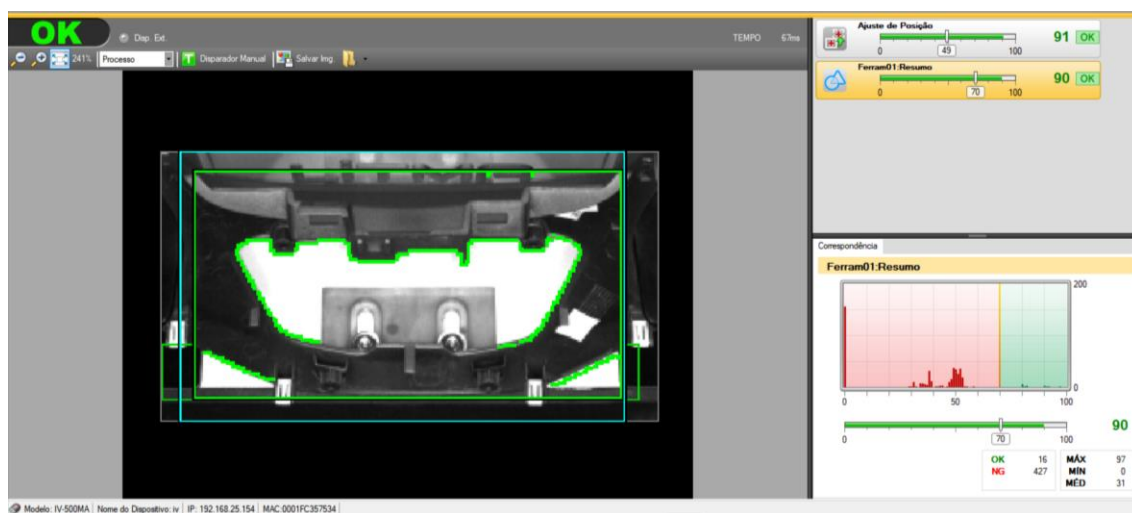 OK
Disp. Ext.
TEMPO 67ms
241% Processo Disparador Manual Salvar Img.
Ajuste de Posição
91 OK
0 49 100
Ferram01:Resumo
90 OK
0 70 100
Correspondência
Ferram01:Resumo
200
0
0 50 100
90
0 70 100
OK 16 MÁX 97
NG 427 MÍN 0
MÉD 31
Modelo: IV-500MA Nome do Dispositivo: iv IP: 192.168.25.154 MAC:0001FC357534